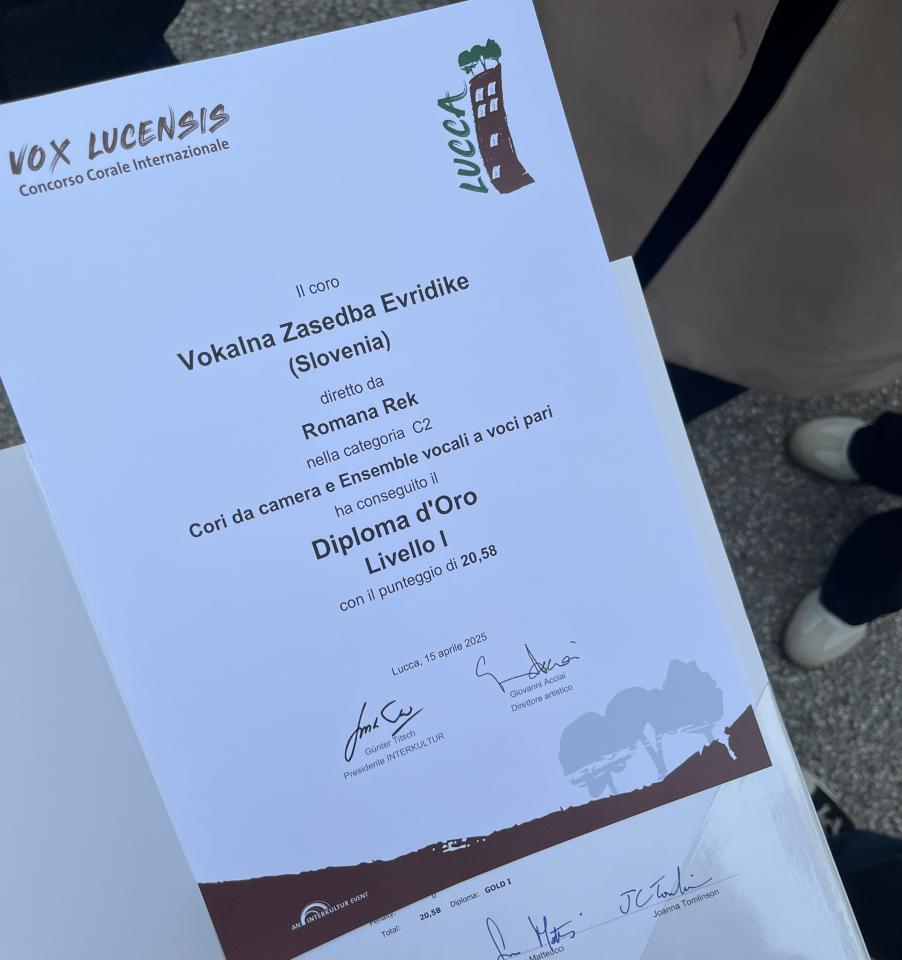 VOX LUCENSIS
Concorso Corale Internazionale
LUCCA
Il coro
Vokalna Zasedba Evridike
(Slovenia)
diretto da
Romana Rek
nella categoria C2
Cori da camera e Ensemble vocali a voci pari
ha conseguito il
Diploma d'Oro
Livello I
con il punteggio di 20,58
Lucca, 15 aprile 2025
Giovanni Acciai
Direttore artistico
Günter Titsch
Presidente INTERKULTUR
AN INTERKULTUR EVENT
Penalty: 0
Total: 20,58 Diploma: GOLD I
Matteucci
Joanna Tomlinson